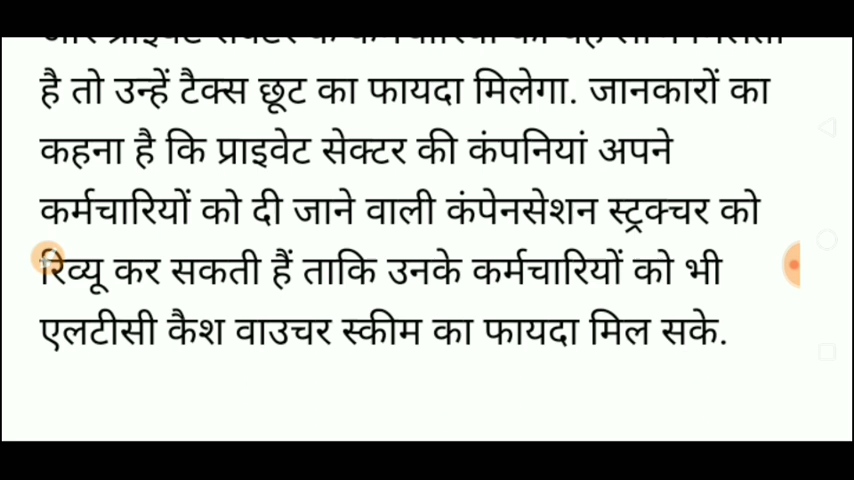 है तो उन्हें टैक्स छूट का फायदा मिलेगा. जानकारों का
कहना है कि प्राइवेट सेक्टर की कंपनियां अपने
कर्मचारियों को दी जाने वाली कंपेनसेशन स्ट्रक्चर को
रिव्यू कर सकती हैं ताकि उनके कर्मचारियों को भी
एलटीसी कैश वाउचर स्कीम का फायदा मिल सके.